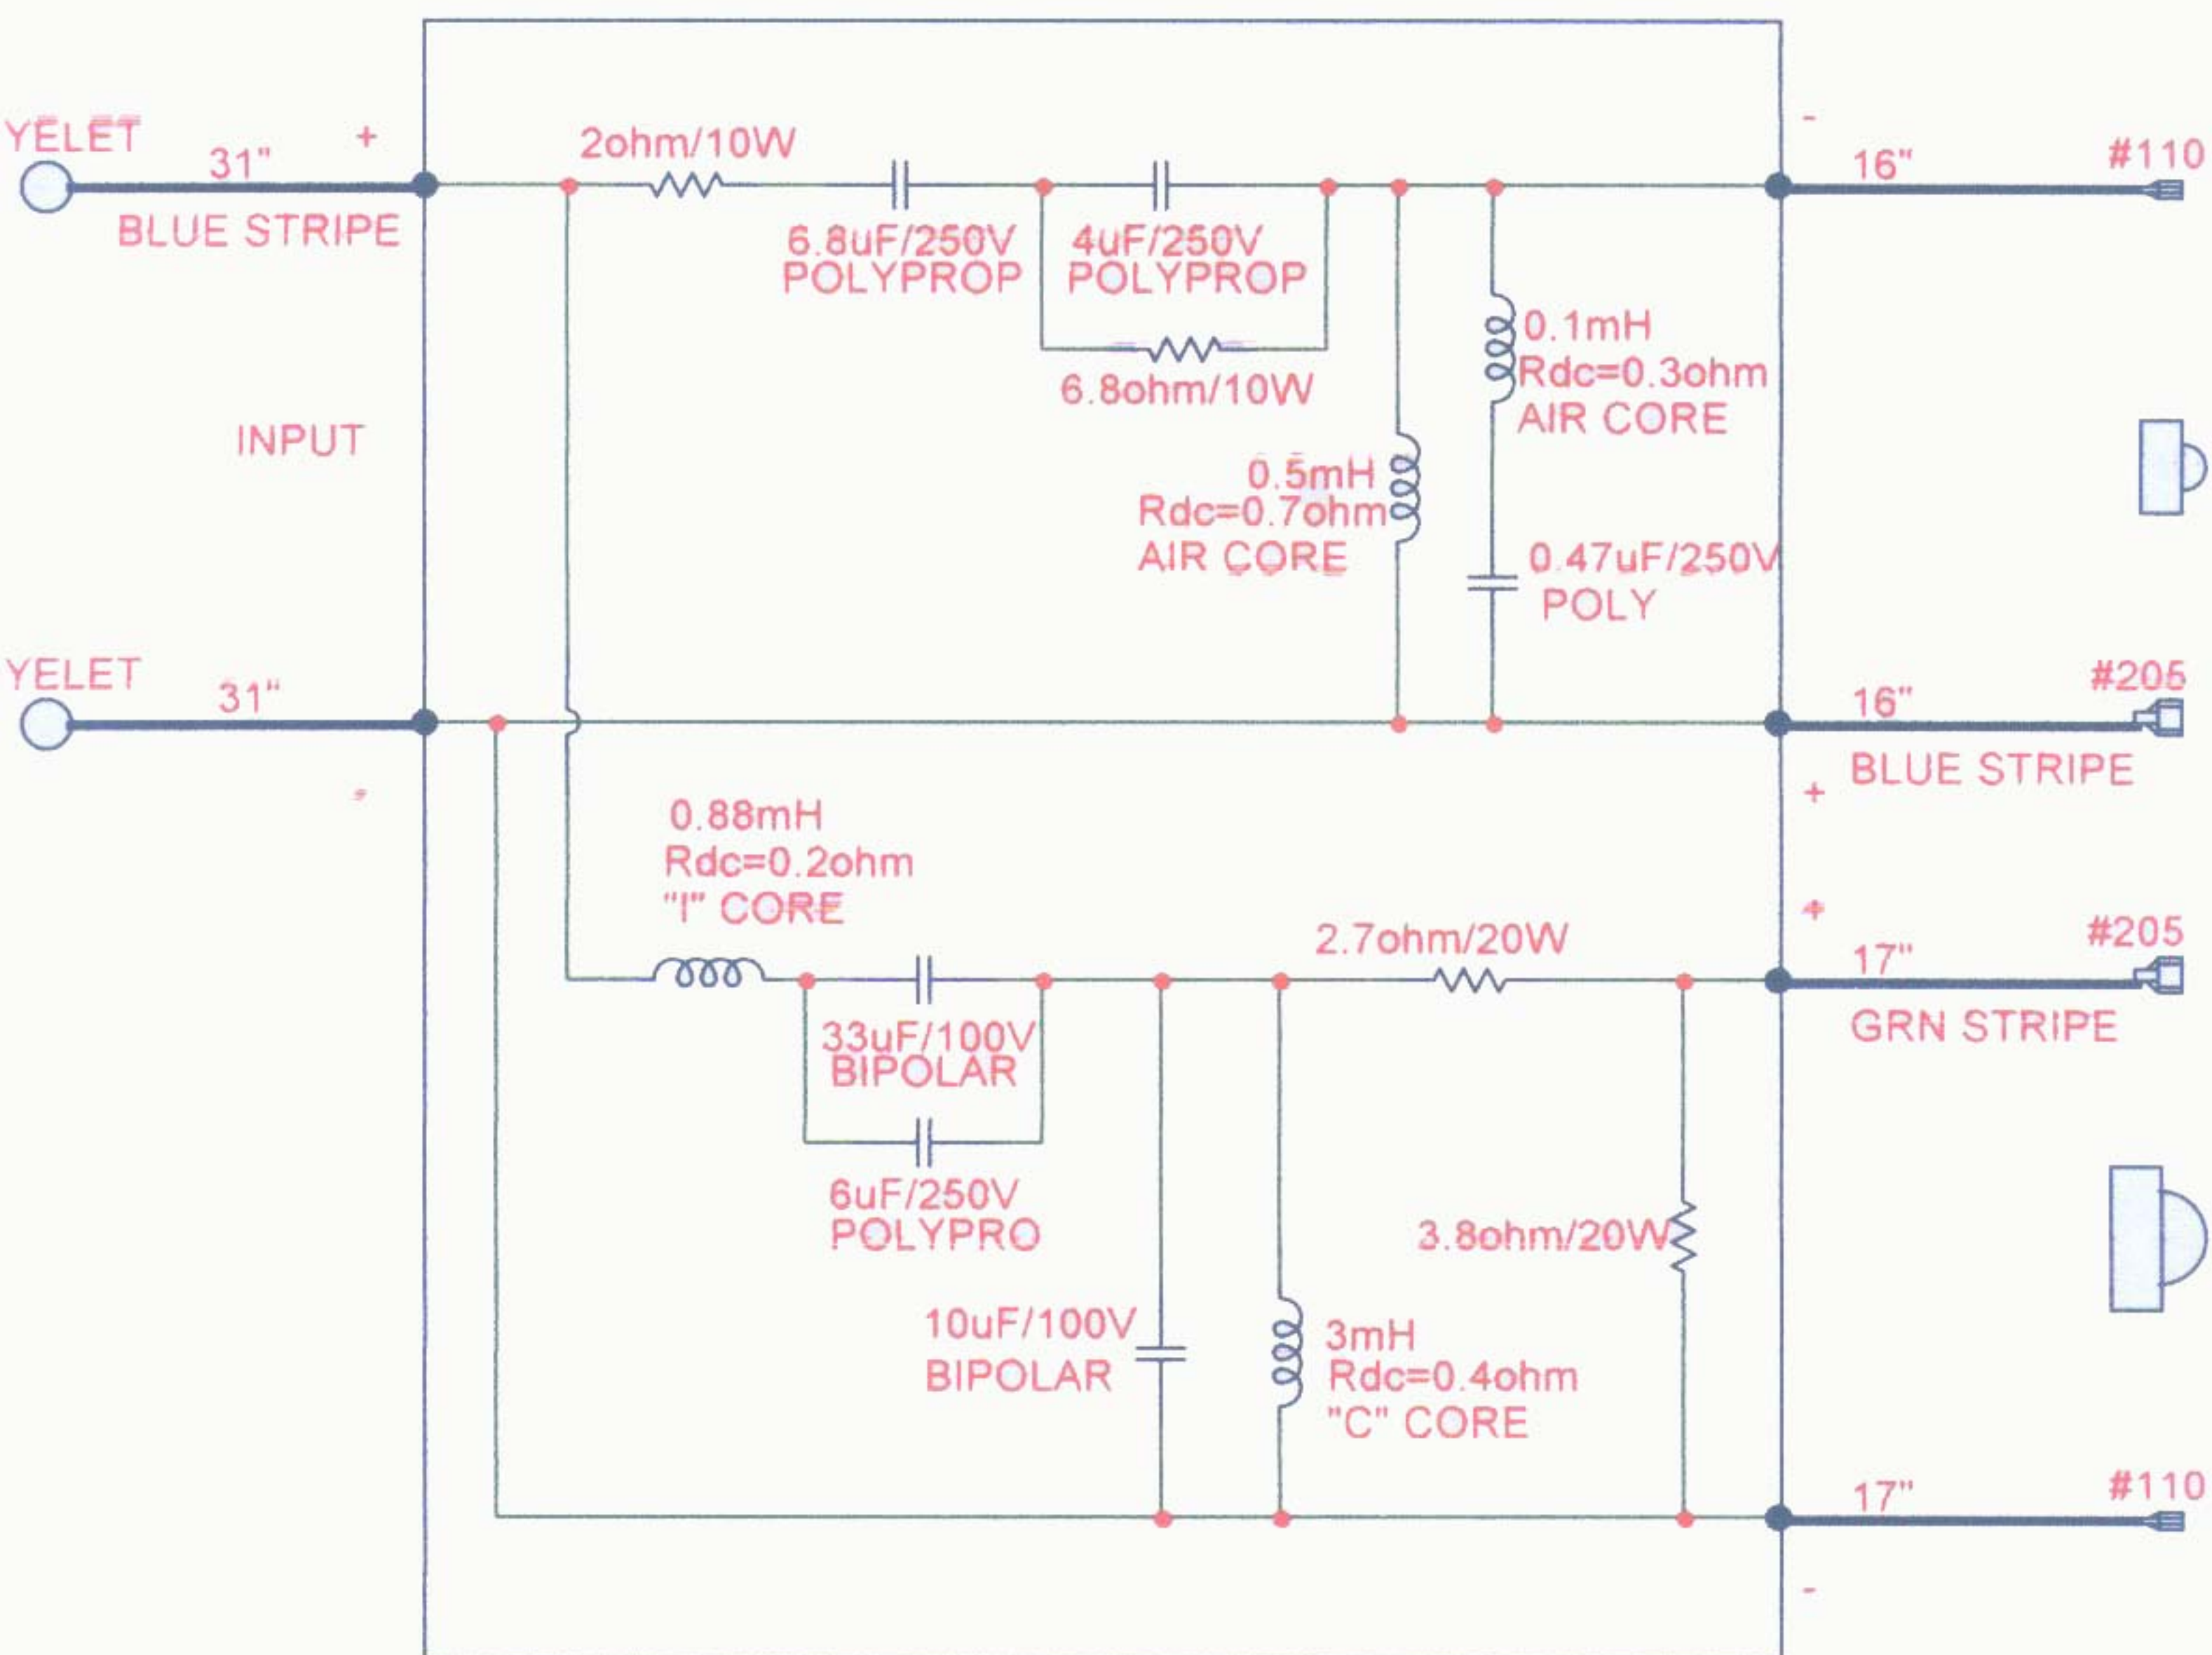 YELET
31"
+
BLUE STRIPE
2ohm/10W
6.8uF/250V
POLYPROP
4uF/250V
POLYPROP
6.8ohm/10W
-
16"
#110
INPUT
0.1mH
Rdc=0.3ohm
AIR CORE
0.5mH
Rdc=0.7ohm
AIR CORE
0.47uF/250V
POLY
YELET
31"
16"
#205
BLUE STRIPE
+
0.88mH
Rdc=0.2ohm
"I" CORE
33uF/100V
BIPOLAR
6uF/250V
POLYPRO
2.7ohm/20W
+
17"
#205
GRN STRIPE
10uF/100V
BIPOLAR
3mH
Rdc=0.4ohm
"C" CORE
3.8ohm/20W
17"
#110
-